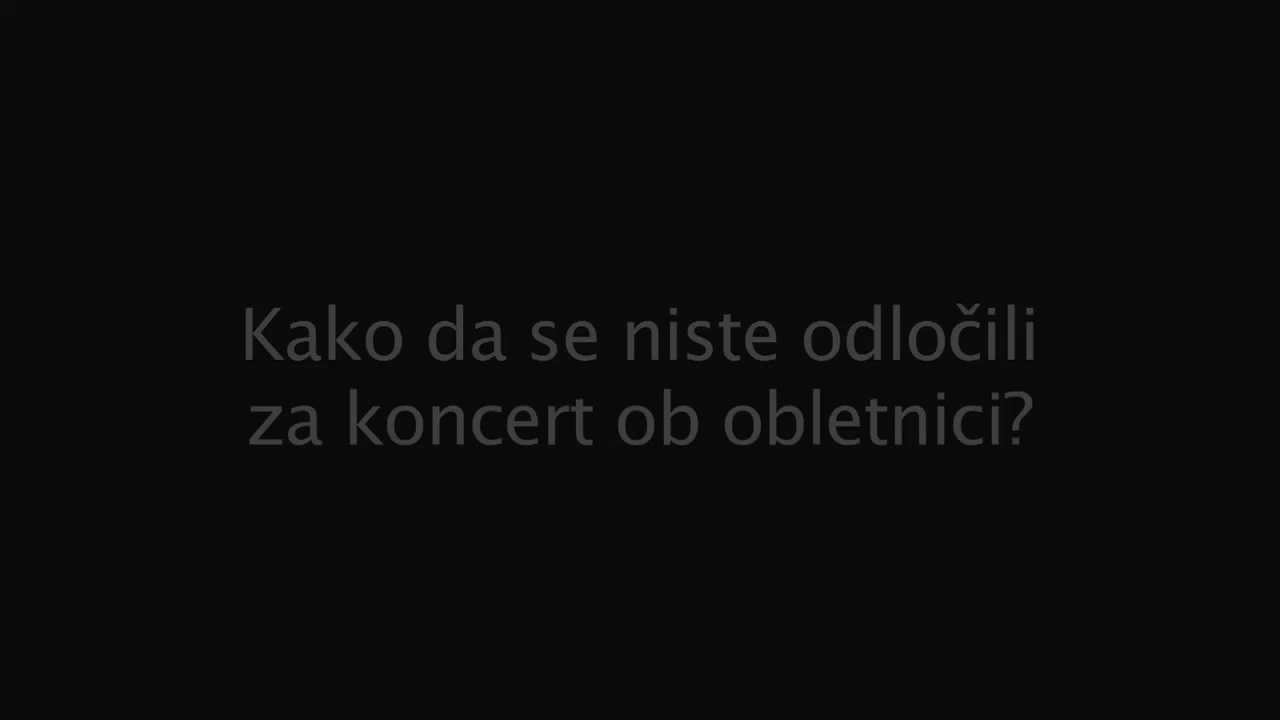 Kako da se niste odločili
za koncert ob obletnici?